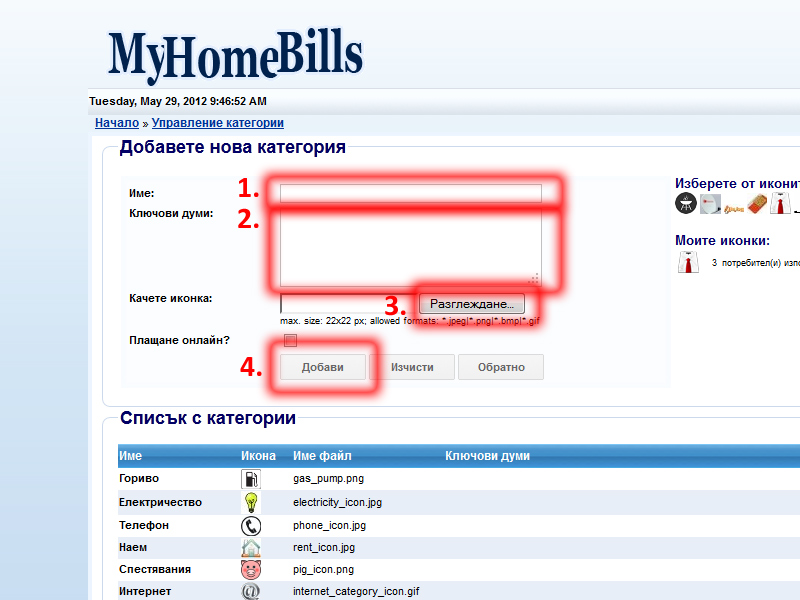 MyHomeBills
Tuesday, May 29, 2012 9:46:52 AM
Начало » Управление категории
Добавете нова категория
1.
Име:
2.
Ключови думи:
Качете иконка:
3.
Разглеждане...
max. size: 22x22 px; allowed formats: *.jpeg|*.png|*.bmp|*.gif
Плащане онлайн?
4.
Добави
Изчисти
Обратно
Изберете от иконит
Моите иконки:
3 потребител(и) изпо
Списък с категории
Име Икона Име файл Ключови думи
Гориво gas_pump.png
Електричество electricity_icon.jpg
Телефон phone_icon.jpg
Наем rent_icon.jpg
Спестявания pig_icon.png
Интернет internet_category_icon.gif